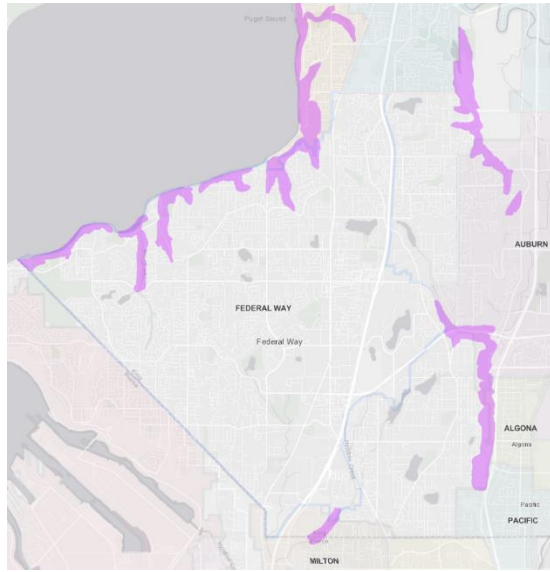 Puget Sound
AUBURN
FEDERAL WAY
Federal Way
ALGONA
Algona
Pacific
PACIFIC
MILTON